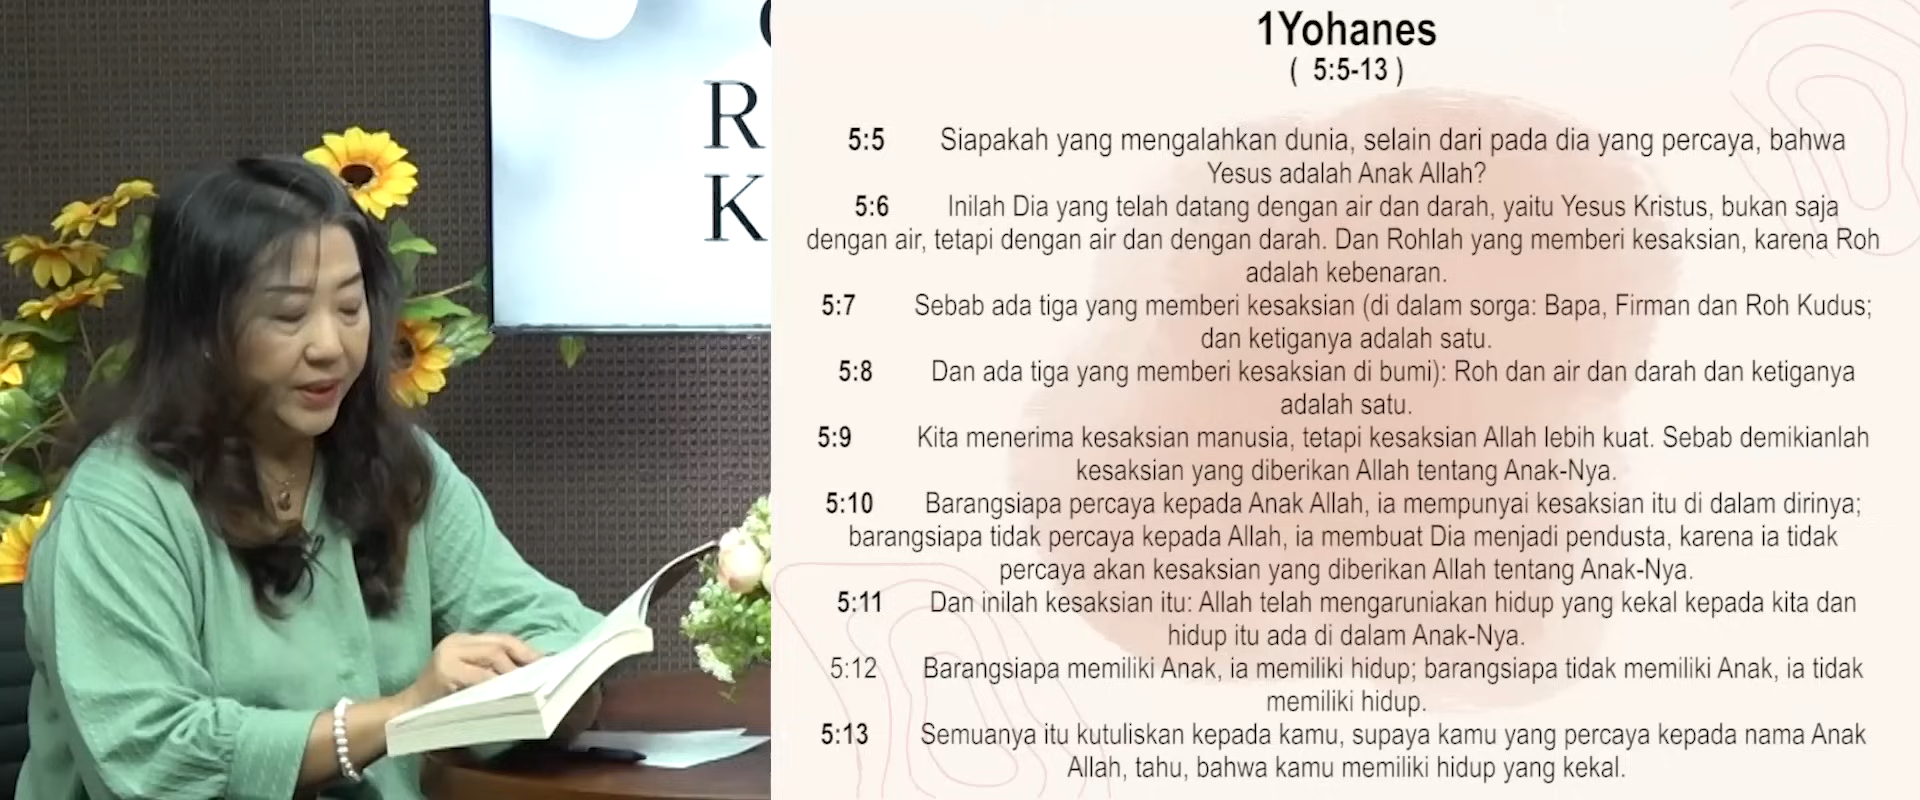 R
K
1Yohanes
( 5:5-13 )
5:5 Siapakah yang mengalahkan dunia, selain dari pada dia yang percaya, bahwa
Yesus adalah Anak Allah?
5:6 Inilah Dia yang telah datang dengan air dan darah, yaitu Yesus Kristus, bukan saja
dengan air, tetapi dengan air dan dengan darah. Dan Rohlah yang memberi kesaksian, karena Roh
adalah kebenaran.
5:7 Sebab ada tiga yang memberi kesaksian (di dalam sorga: Bapa, Firman dan Roh Kudus;
dan ketiganya adalah satu.
5:8 Dan ada tiga yang memberi kesaksian di bumi): Roh dan air dan darah dan ketiganya
adalah satu.
5:9 Kita menerima kesaksian manusia, tetapi kesaksian Allah lebih kuat. Sebab demikianlah
kesaksian yang diberikan Allah tentang Anak-Nya.
5:10 Barangsiapa percaya kepada Anak Allah, ia mempunyai kesaksian itu di dalam dirinya;
barangsiapa tidak percaya kepada Allah, ia membuat Dia menjadi pendusta, karena ia tidak
percaya akan kesaksian yang diberikan Allah tentang Anak-Nya.
5:11 Dan inilah kesaksian itu: Allah telah mengaruniakan hidup yang kekal kepada kita dan
hidup itu ada di dalam Anak-Nya.
5:12 Barangsiapa memiliki Anak, ia memiliki hidup; barangsiapa tidak memiliki Anak, ia tidak
memiliki hidup.
5:13 Semuanya itu kutuliskan kepada kamu, supaya kamu yang percaya kepada nama Anak
Allah, tahu, bahwa kamu memiliki hidup yang kekal.